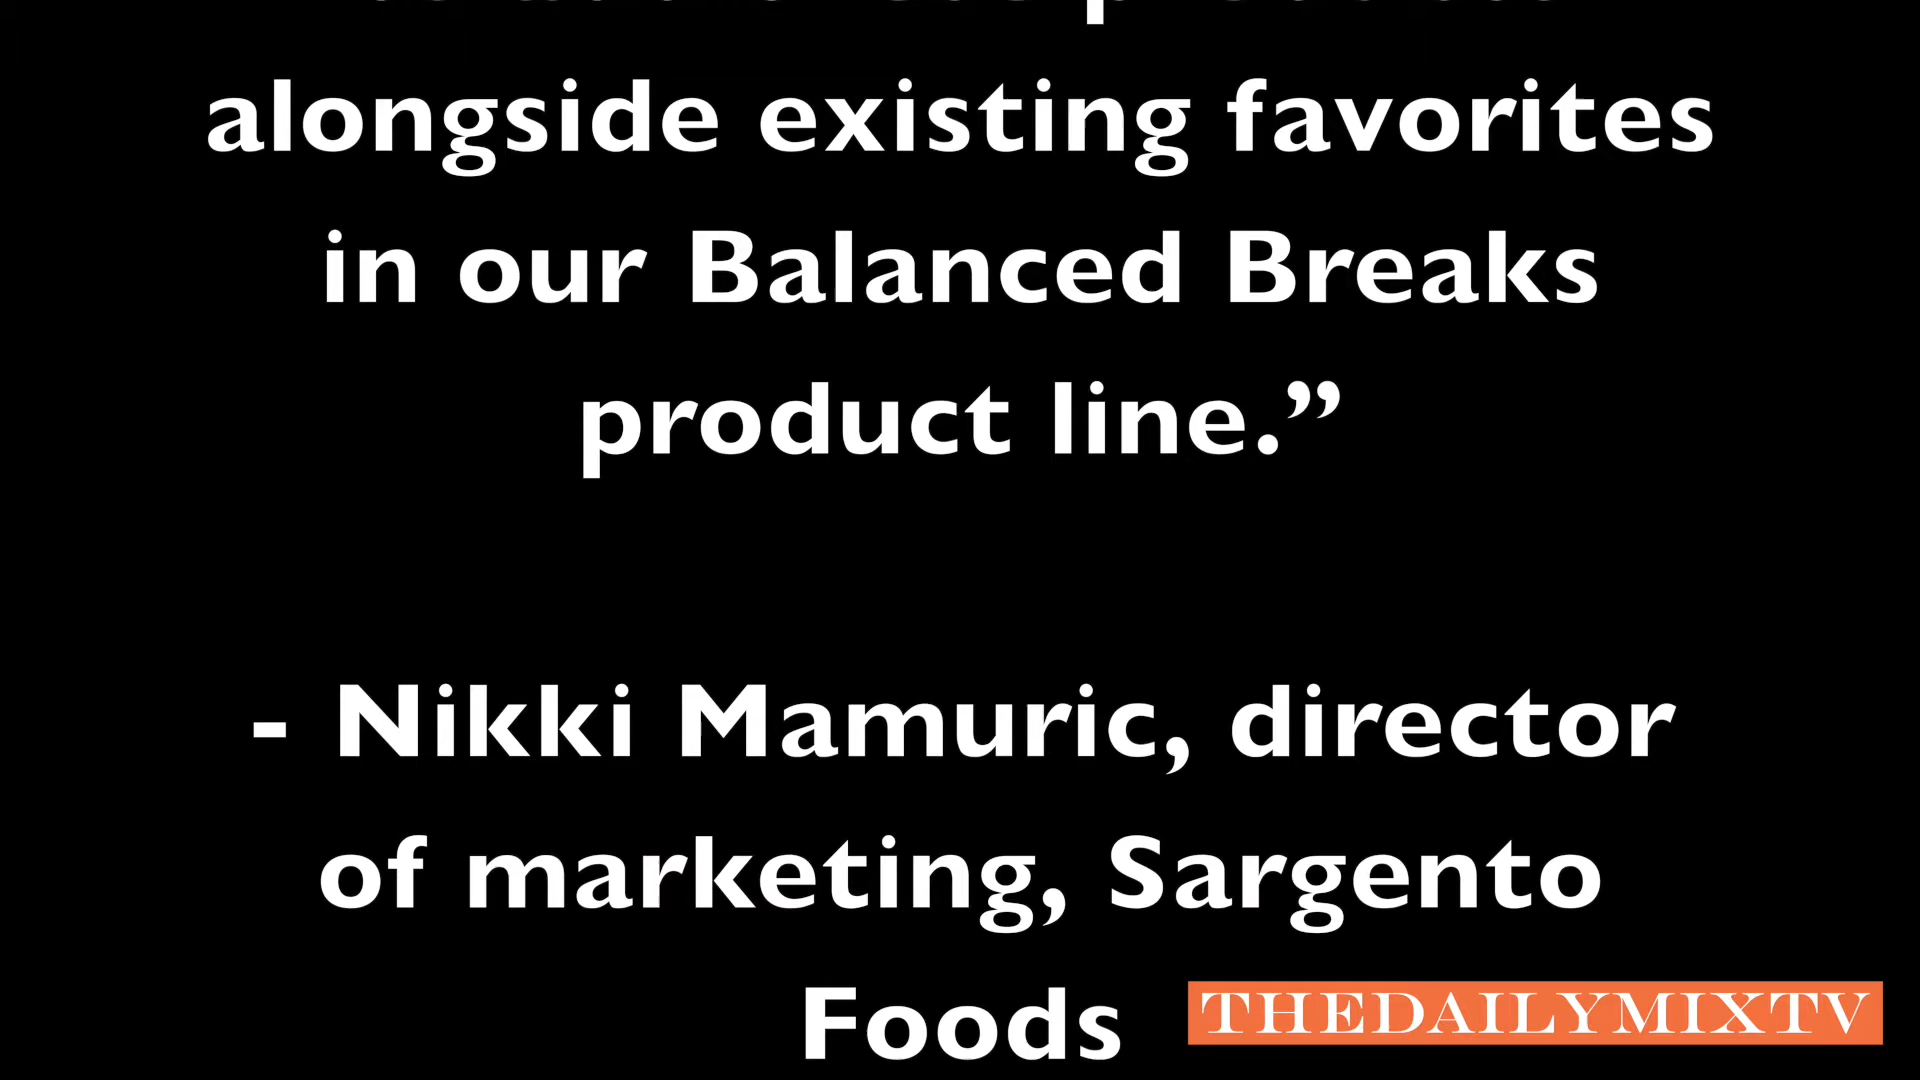 alongside existing favorites
in our Balanced Breaks
product line.”
- Nikki Mamuric, director
of marketing, Sargento
Foods
THEDAILYMIXTV